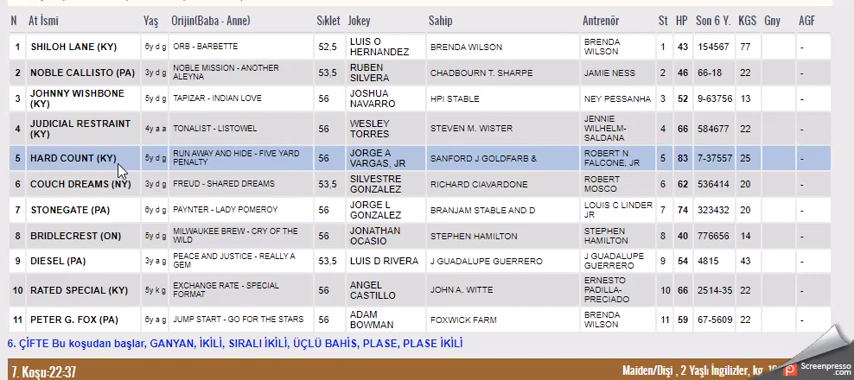 N At İsmi Yaş Orijin(Baba - Anne) Sıklet Jokey Sahip Antrenör St HP Son 6 Y. KGS Gny AGF
1 SHILOH LANE (KY) 6y d g ORB - BARBETTE 52,5 LUIS O HERNANDEZ BRENDA WILSON BRENDA WILSON 1 43 154567 77 -
2 NOBLE CALLISTO (PA) 3y d g NOBLE MISSION - ANOTHER ALEYNA 53,5 RUBEN SILVERA CHADBOURN T. SHARPE JAMIE NESS 2 46 66-18 22 -
3 JOHNNY WISHBONE (KY) 5y d g TAPIZAR - INDIAN LOVE 56 JOSHUA NAVARRO HPI STABLE NEY PESSANHA 3 52 9-63756 13 -
4 JUDICIAL RESTRAINT (KY) 4y a a TONALIST - LISTOWEL 56 WESLEY TORRES STEVEN M. WISTER JENNIE WILHELM-SALDANA 4 66 584677 22 -
5 HARD COUNT (KY) 5y d g RUN AWAY AND HIDE - FIVE YARD PENALTY 56 JORGE A VARGAS, JR SANFORD J GOLDFARB & ROBERT N FALCONE, JR 5 83 7-37557 25 -
6 COUCH DREAMS (NY) 3y d g FREUD - SHARED DREAMS 53,5 SILVESTRE GONZALEZ RICHARD CIAVARDONE ROBERT MOSCO 6 62 536414 20 -
7 STONEGATE (PA) 6y d g PAYNTER - LADY POMEROY 56 JORGE L GONZALEZ BRANJAM STABLE AND D LOUIS C LINDER JR 7 74 323432 20 -
8 BRIDLECREST (ON) 5y d g MILWAUKEE BREW - CRY OF THE WILD 56 JONATHAN OCASIO STEPHEN HAMILTON STEPHEN HAMILTON 8 40 776656 14 -
9 DIESEL (PA) 3y a g PEACE AND JUSTICE - REALLY A GEM 53,5 LUIS D RIVERA J GUADALUPE GUERRERO J GUADALUPE GUERRERO 9 54 4815 43 -
10 RATED SPECIAL (KY) 5y k g EXCHANGE RATE - SPECIAL FORMAT 56 ANGEL CASTILLO JOHN A. WITTE ERNESTO PADILLA-PRECIADO 10 66 2514-35 22 -
11 PETER G. FOX (PA) 6y a g JUMP START - GO FOR THE STARS 56 ADAM BOWMAN FOXWICK FARM BRENDA WILSON 11 59 67-5609 22 -
6. ÇİFTE Bu koşudan başlar, GANYAN, İKİLİ, SIRALI İKİLİ, ÜÇLÜ BAHİS, PLASE, PLASE İKİLİ
7. Koşu:22:37 Maiden/Dişi , 2 Yaşlı İngilizler,
Screenpresso.com